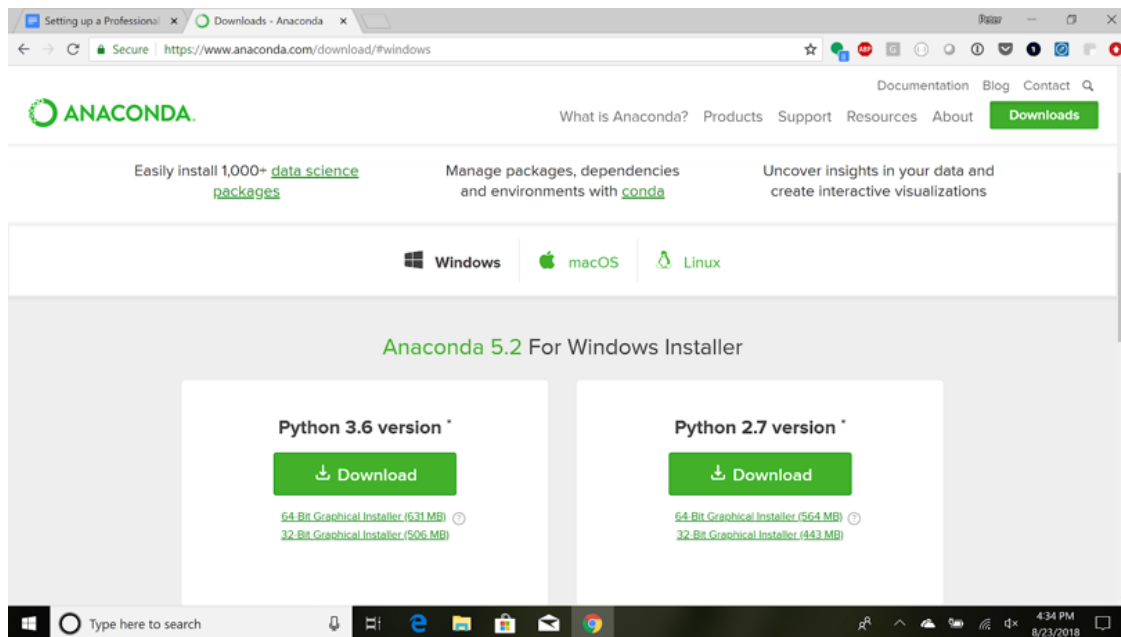 Setting up a Professional
Downloads - Anaconda
Peter
Secure https://www.anaconda.com/download/#windows
Documentation Blog Contact
ANACONDA.
What is Anaconda? Products Support Resources About Downloads
Easily install 1,000+ data science
packages
Manage packages, dependencies
and environments with conda
Uncover insights in your data and
create interactive visualizations
Windows
macOS
Linux
Anaconda 5.2 For Windows Installer
Python 3.6 version *
Download
64-Bit Graphical Installer (631 MB) ?
32-Bit Graphical Installer (506 MB)
Python 2.7 version *
Download
64-Bit Graphical Installer (564 MB) ?
32-Bit Graphical Installer (443 MB)
Type here to search
4:34 PM
8/23/2018